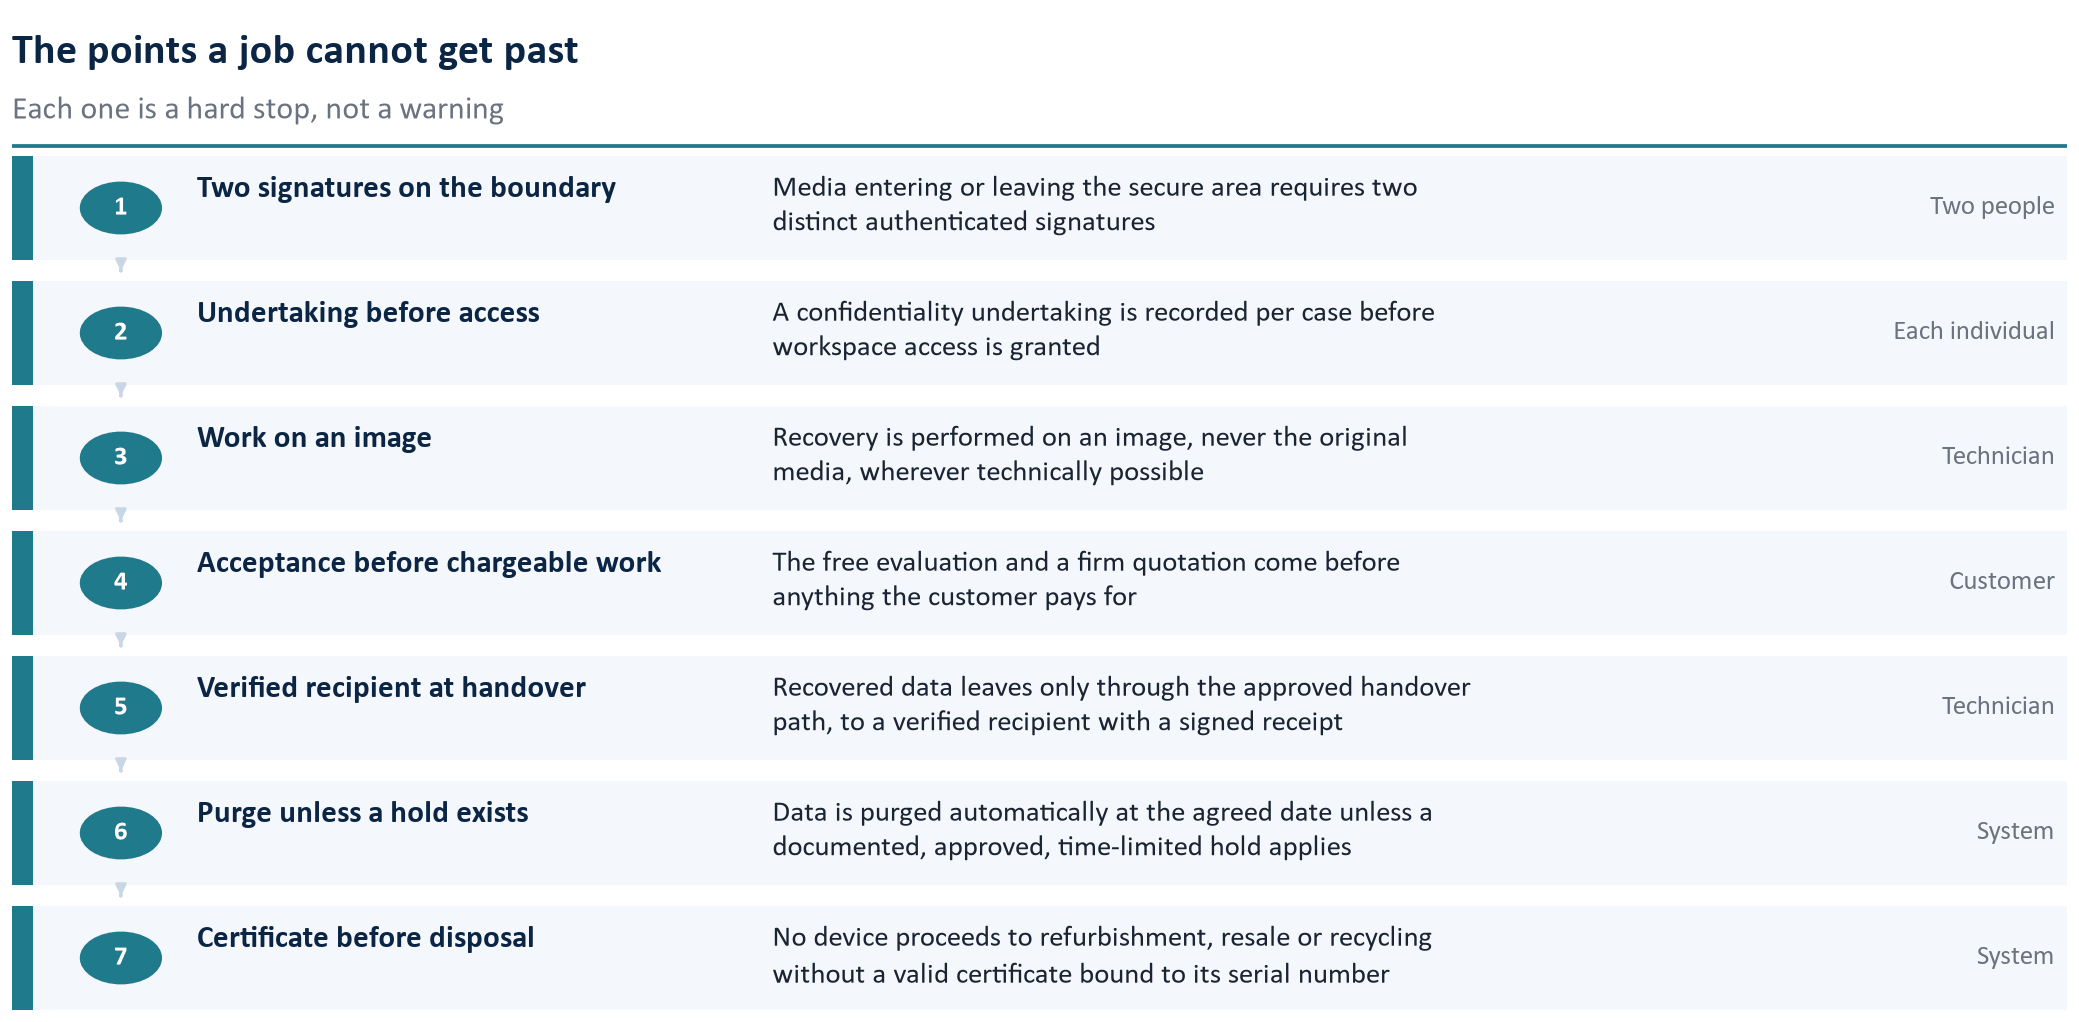 The points a job cannot get past
Each one is a hard stop, not a warning
1
Two signatures on the boundary
Media entering or leaving the secure area requires two
distinct authenticated signatures
Two people
2
Undertaking before access
A confidentiality undertaking is recorded per case before
workspace access is granted
Each individual
3
Work on an image
Recovery is performed on an image, never the original
media, wherever technically possible
Technician
4
Acceptance before chargeable work
The free evaluation and a firm quotation come before
anything the customer pays for
Customer
5
Verified recipient at handover
Recovered data leaves only through the approved handover
path, to a verified recipient with a signed receipt
Technician
6
Purge unless a hold exists
Data is purged automatically at the agreed date unless a
documented, approved, time-limited hold applies
System
7
Certificate before disposal
No device proceeds to refurbishment, resale or recycling
without a valid certificate bound to its serial number
System